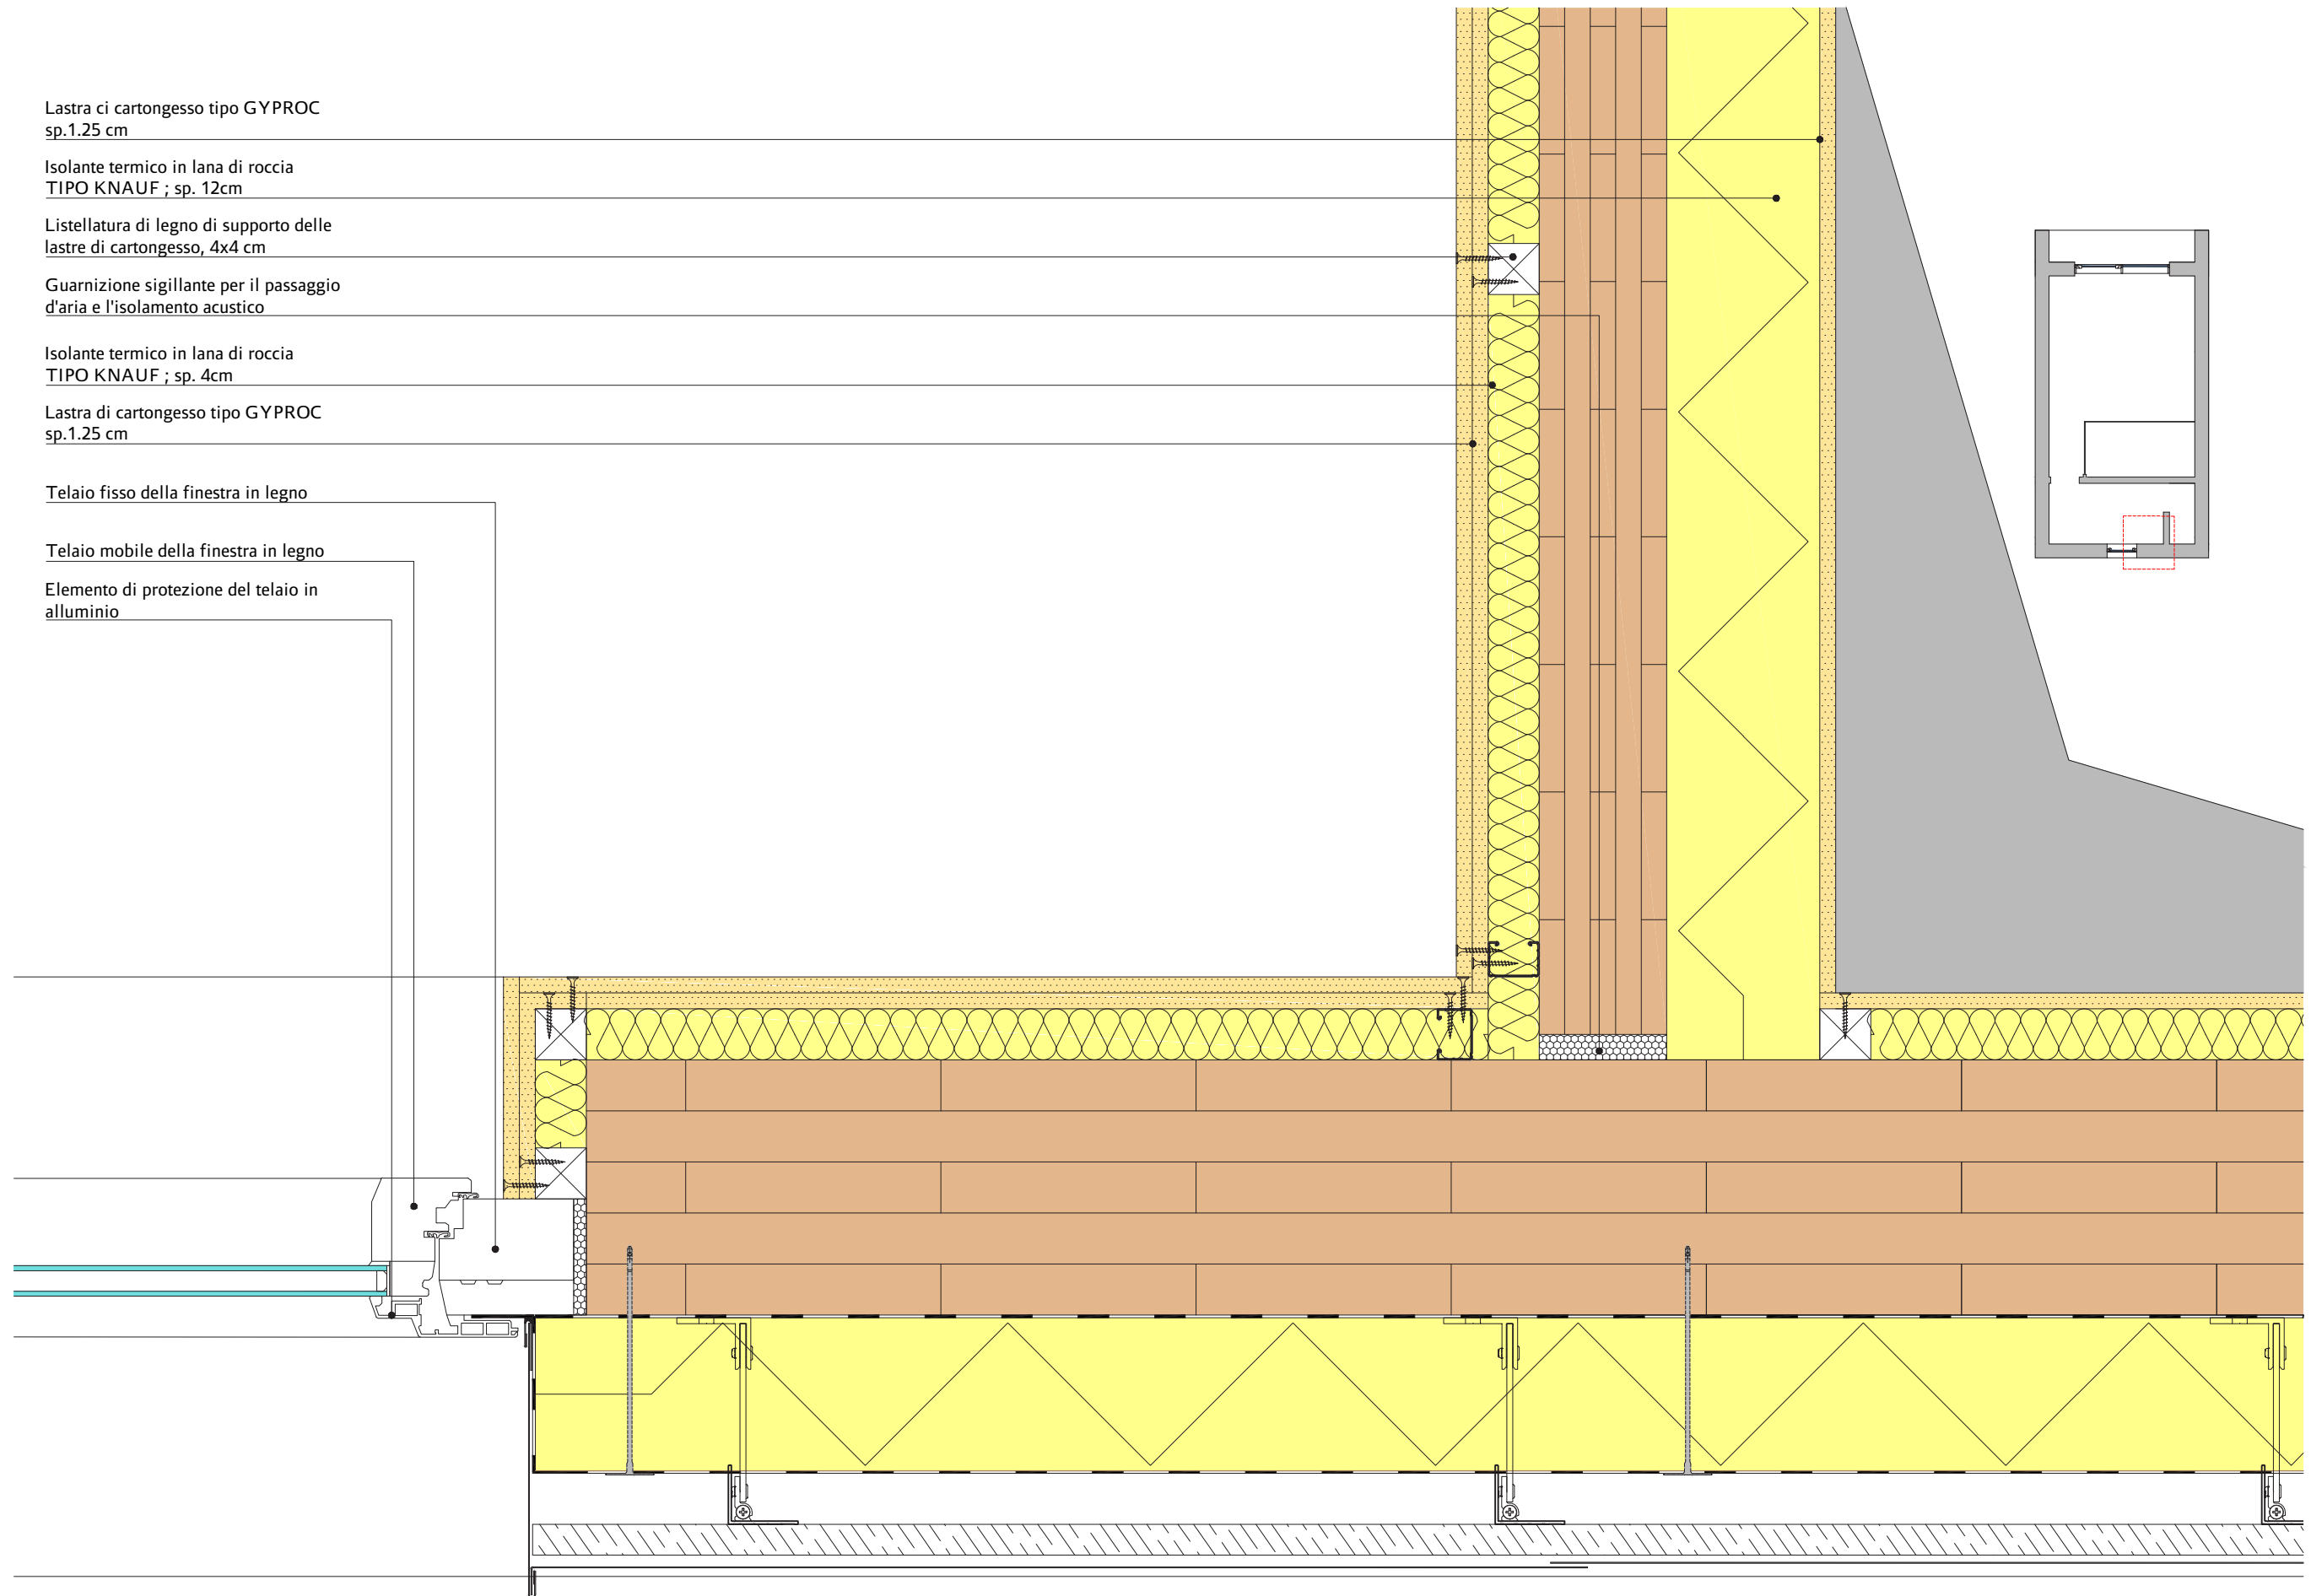 Lastra ci cartongesso tipo GYPROC
sp.1.25 cm
Isolante termico in lana di roccia
TIPO KNAUF ; sp. 12cm
Listellatura di legno di supporto delle
lastre di cartongesso, 4x4 cm
Guarnizione sigillante per il passaggio
d'aria e l'isolamento acustico
Isolante termico in lana di roccia
TIPO KNAUF ; sp. 4cm
Lastra di cartongesso tipo GYPROC
sp.1.25 cm
Telaio fisso della finestra in legno
Telaio mobile della finestra in legno
Elemento di protezione del telaio in
alluminio